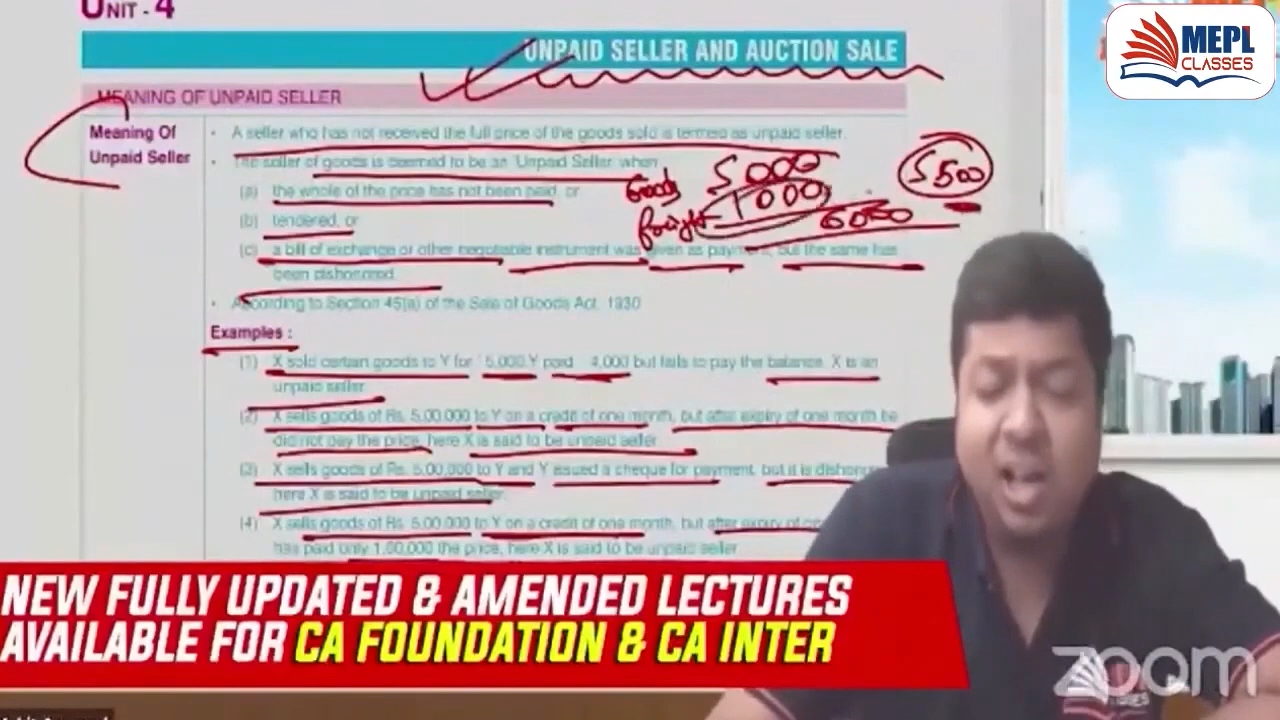 UNIT - 4
UNPAID SELLER AND AUCTION SALE
MEANING OF UNPAID SELLER
Meaning Of
Unpaid Seller
• A seller who has not received the full price of the goods sold is termed as unpaid seller.
• The seller of goods is deemed to be an 'Unpaid Seller' when
(a) the whole of the price has not been paid, or
(b) tendered, or
(c) a bill of exchange or other negotiable instrument was given as payment, but the same has
been dishonored.
• According to Section 45(a) of the Sale of Goods Act, 1930
Goods 5000
freight 1000
6000
5500
Examples :
(1) X sold certain goods to Y for ` 5,000 Y paid ` 4,000 but fails to pay the balance. X is an
unpaid seller.
(2) X sells goods of Rs. 5,00,000 to Y on a credit of one month, but after expiry of one month he
did not pay the price, here X is said to be unpaid seller.
(3) X sells goods of Rs. 5,00,000 to Y and Y issued a cheque for payment, but it is dishono
here X is said to be unpaid seller.
(4) X sells goods of Rs. 5,00,000 to Y on a credit of one month, but after expiry of
has paid only 1,00,000 the price, here X is said to be unpaid seller
NEW FULLY UPDATED & AMENDED LECTURES
AVAILABLE FOR CA FOUNDATION & CA INTER
MEPL
CLASSES
zoom